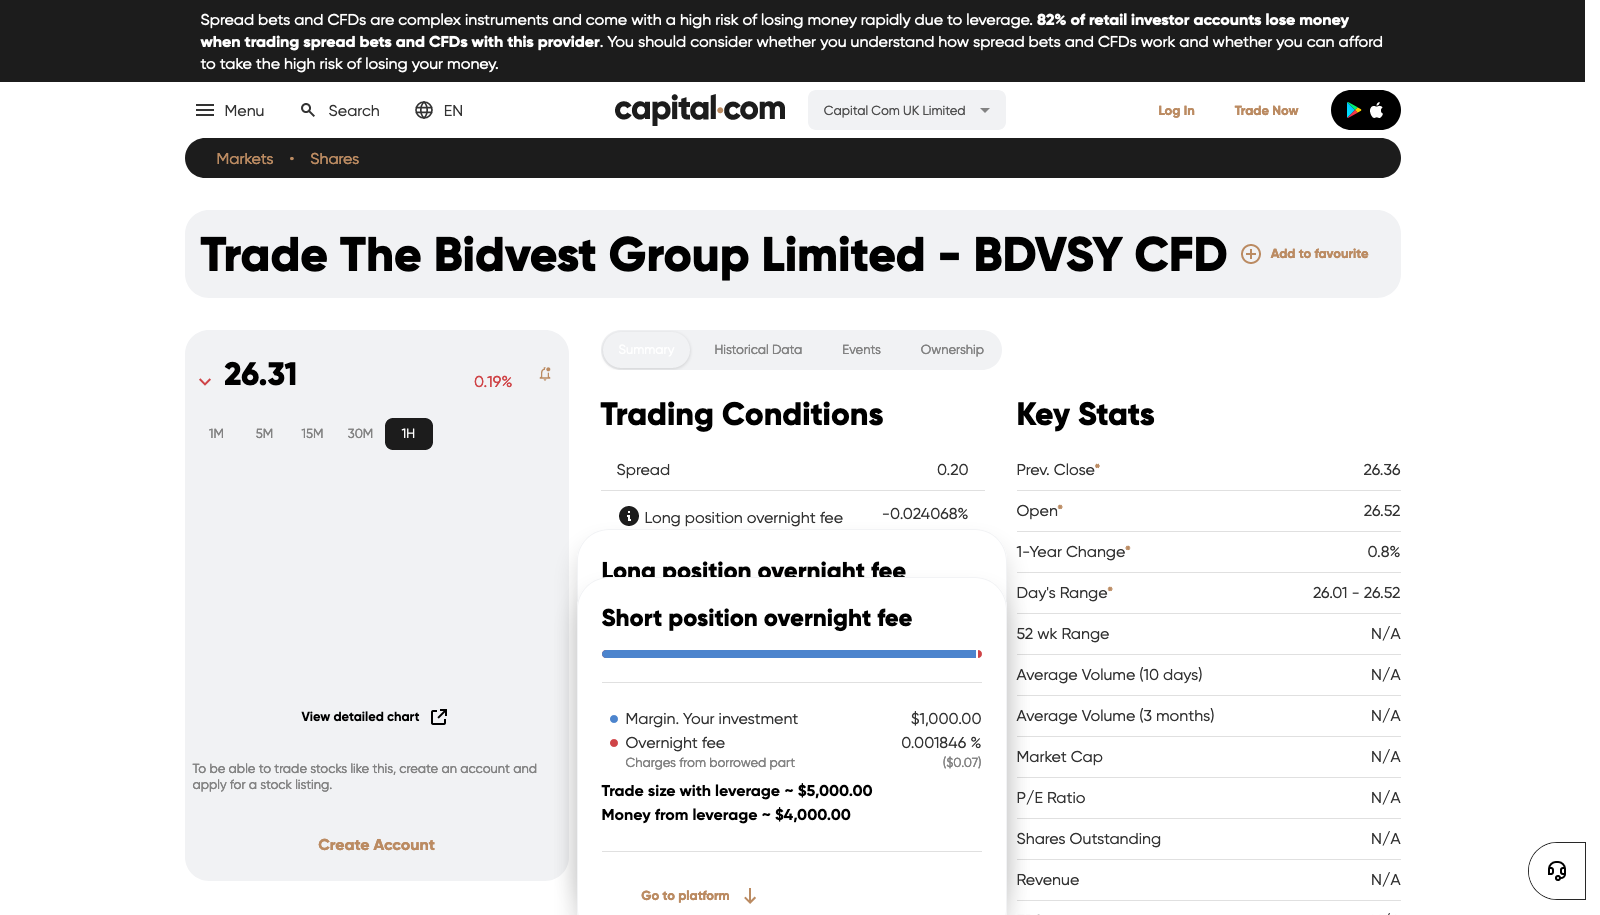 Spread bets and CFDs are complex instruments and come with a high risk of losing money rapidly due to leverage. 82% of retail investor accounts lose money
when trading spread bets and CFDs with this provider. You should consider whether you understand how spread bets and CFDs work and whether you can afford
to take the high risk of losing your money.
Menu Search EN capital.com Capital Com UK Limited Log In Trade Now
Markets • Shares
Trade The Bidvest Group Limited - BDVSY CFD Add to favourite
26.31 0.19%
1M 5M 15M 30M 1H
View detailed chart
To be able to trade stocks like this, create an account and
apply for a stock listing.
Create Account
Summary Historical Data Events Ownership
Trading Conditions
Spread 0.20
Long position overnight fee -0.024068%
Long position overnight fee
Short position overnight fee
Margin. Your investment $1,000.00
Overnight fee 0.001846 %
Charges from borrowed part ($0.07)
Trade size with leverage ~ $5,000.00
Money from leverage ~ $4,000.00
Go to platform
Key Stats
Prev. Close* 26.36
Open* 26.52
1-Year Change* 0.8%
Day's Range* 26.01 - 26.52
52 wk Range N/A
Average Volume (10 days) N/A
Average Volume (3 months) N/A
Market Cap N/A
P/E Ratio N/A
Shares Outstanding N/A
Revenue N/A